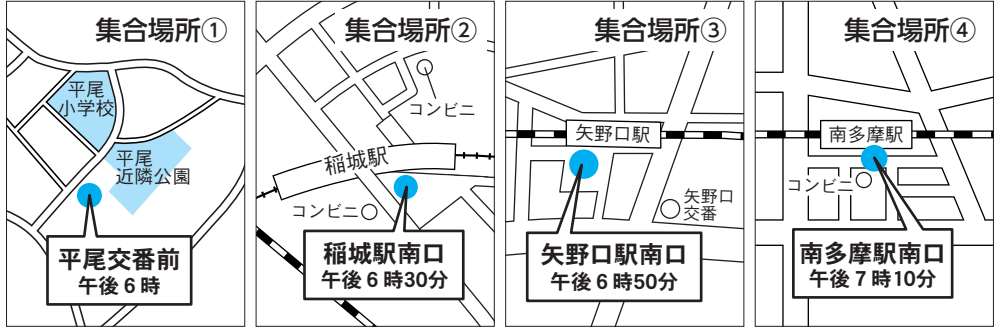 集合場所①
平尾
小学校
平尾
近隣公園
平尾交番前
午後6時
集合場所②
コンビニ
稲城駅
コンビニ
稲城駅南口
午後6時30分
集合場所③
矢野口駅
矢野口
交番
矢野口駅南口
午後6時50分
集合場所④
南多摩駅
コンビニ
南多摩駅南口
午後7時10分